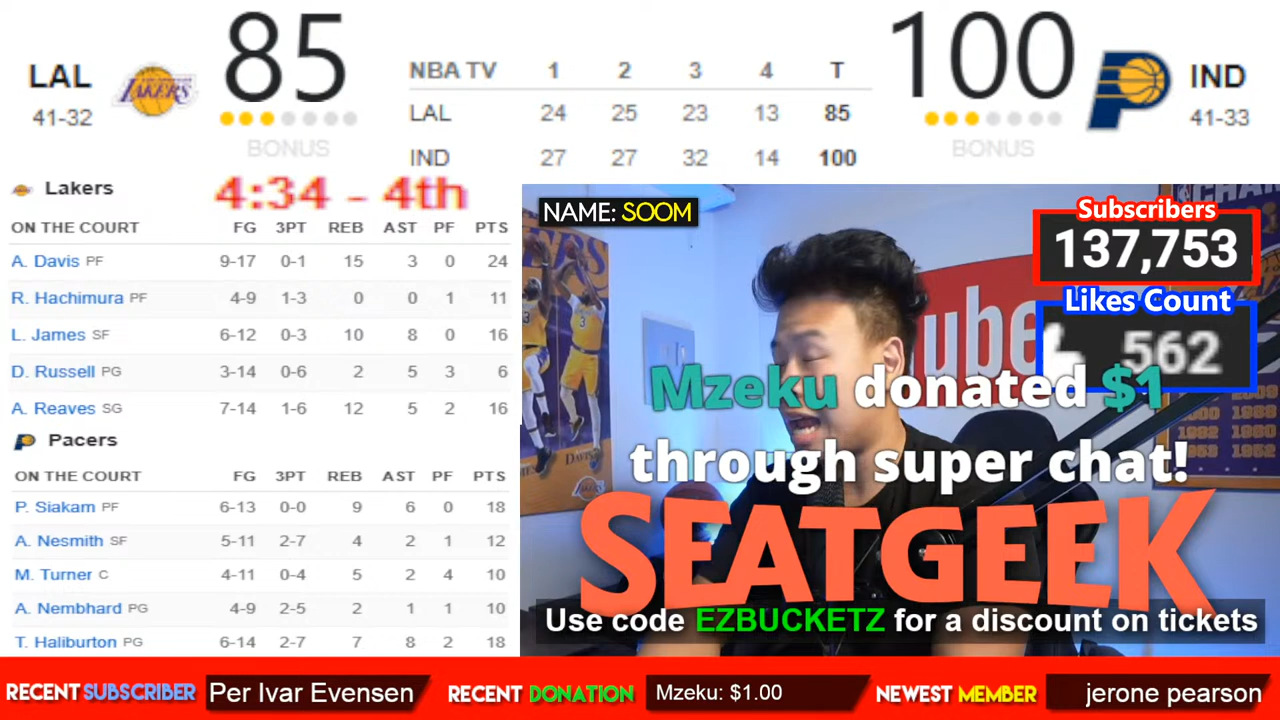 LAL
41-32
LAKERS
85
BONUS
NBA TV 1 2 3 4 T
LAL 24 25 23 13 85
IND 27 27 32 14 100
100
BONUS
IND
41-33
Lakers
4:34 - 4th
ON THE COURT FG 3PT REB AST PF PTS
A. Davis PF 9-17 0-1 15 3 0 24
R. Hachimura PF 4-9 1-3 0 0 1 11
L. James SF 6-12 0-3 10 8 0 16
D. Russell PG 3-14 0-6 2 5 3 6
A. Reaves SG 7-14 1-6 12 5 2 16
Pacers
ON THE COURT FG 3PT REB AST PF PTS
P. Siakam PF 6-13 0-0 9 6 0 18
A. Nesmith SF 5-11 2-7 4 2 1 12
M. Turner C 4-11 0-4 5 2 4 10
A. Nembhard PG 4-9 2-5 2 1 1 10
T. Haliburton PG 6-14 2-7 7 8 2 18
NAME: SOOM
Subscribers
137,753
Likes Count
562
Mzeku donated $1
through super chat!
SEATGEEK
Use code EZBUCKETZ for a discount on tickets
RECENT SUBSCRIBER Per Ivar Evensen
RECENT DONATION Mzeku: $1.00
NEWEST MEMBER jerone pearson